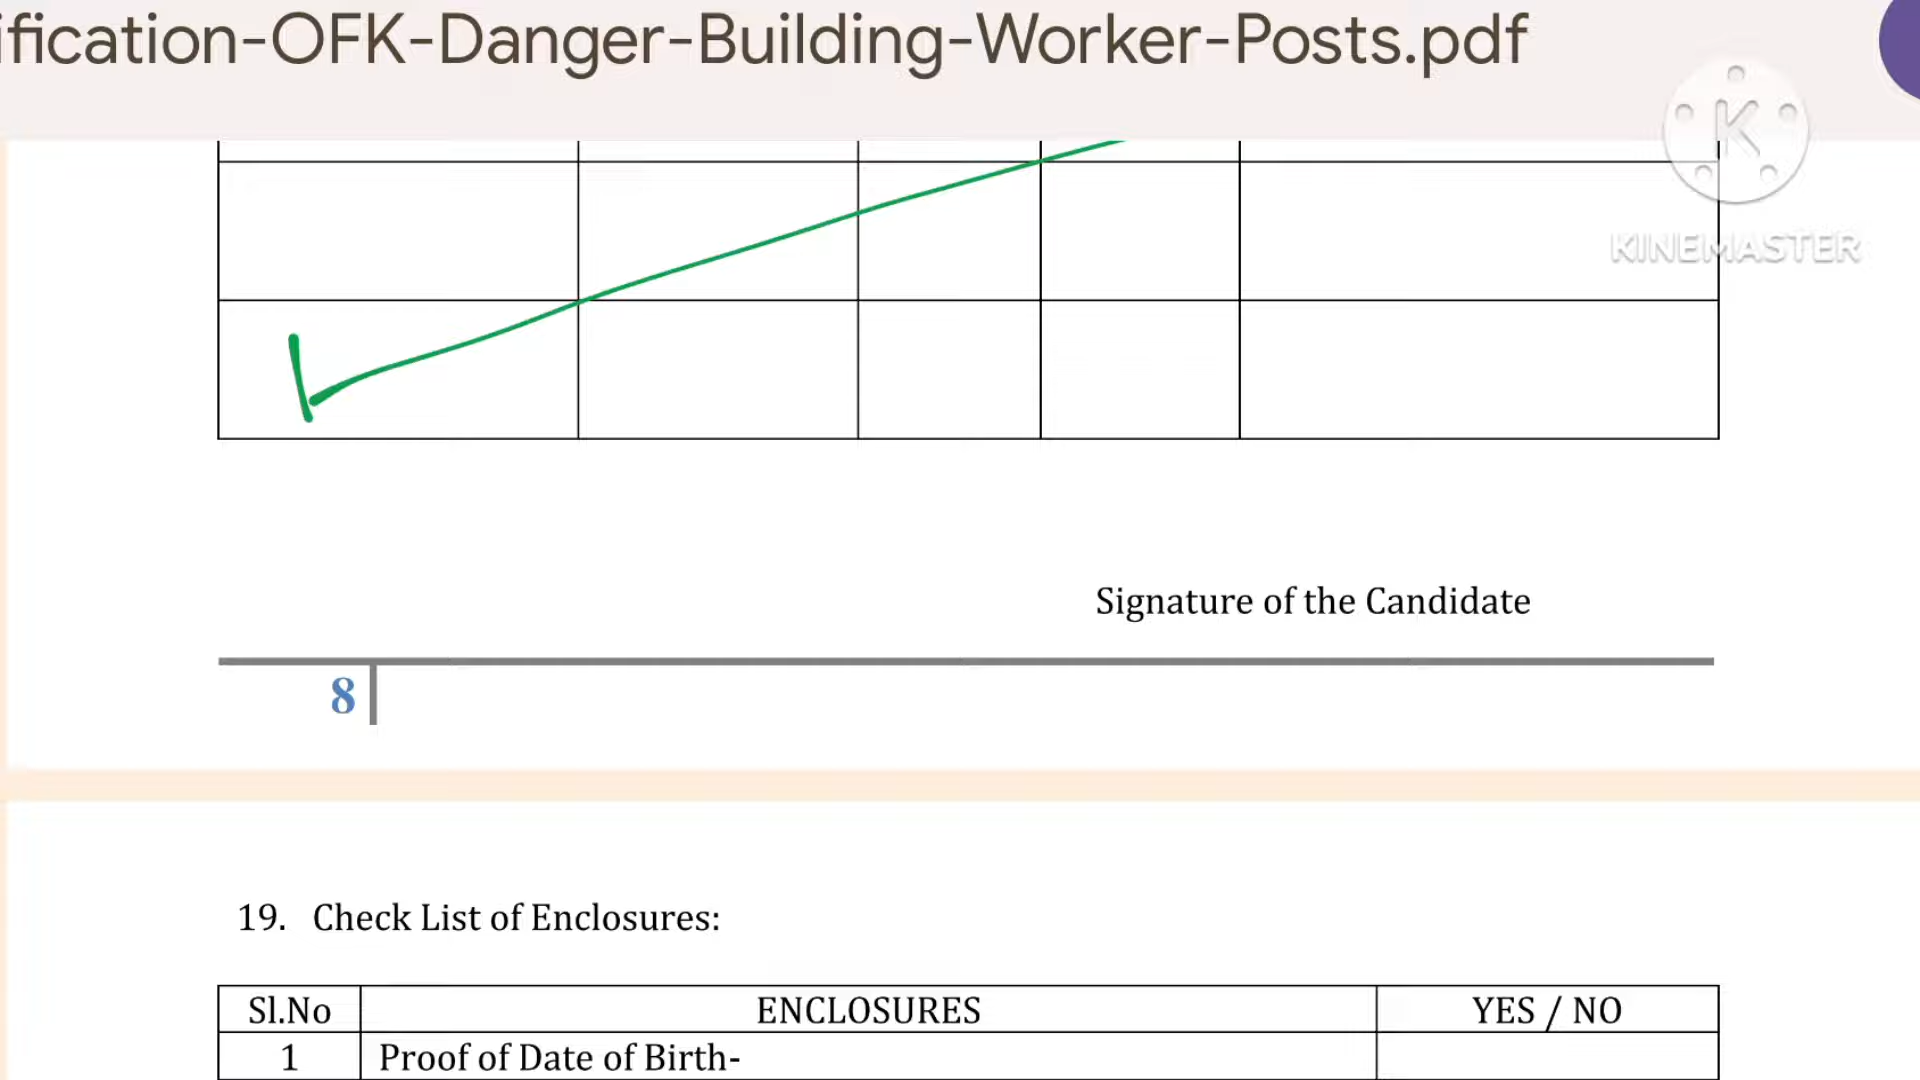 ification-OFK-Danger-Building-Worker-Posts.pdf
K
KINEMASTER
Signature of the Candidate
8
19. Check List of Enclosures:
Sl.No ENCLOSURES YES / NO
1 Proof of Date of Birth-